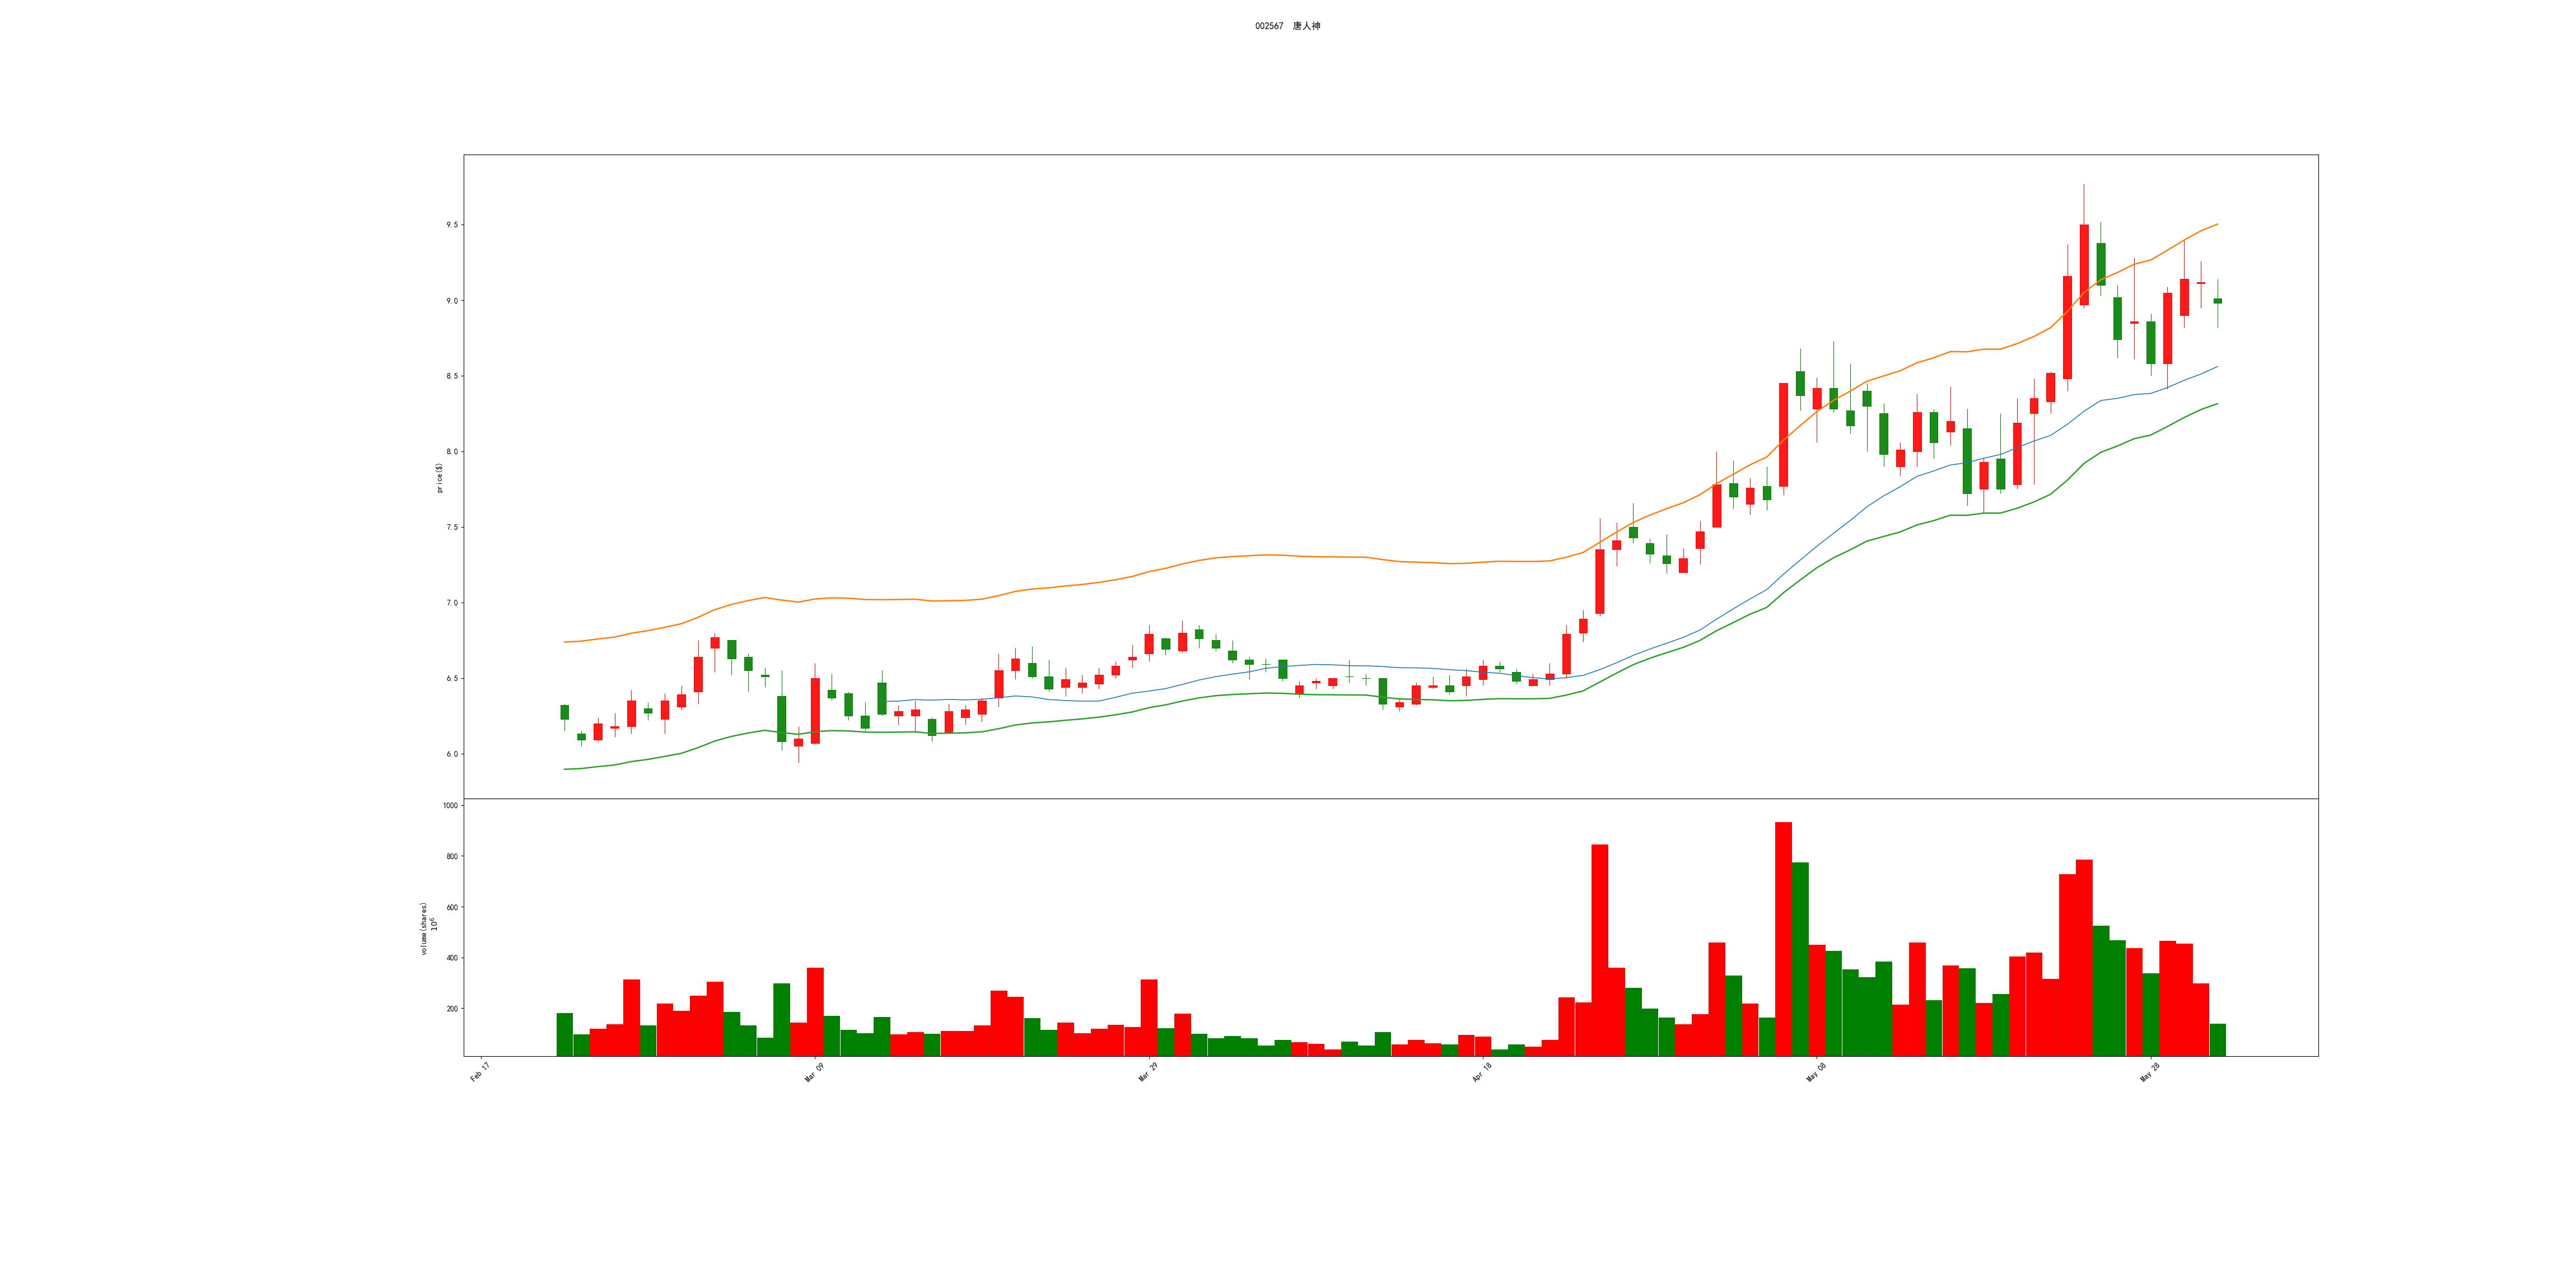 002567 唐人神
9.5
9.0
8.5
8.0
7.5
7.0
6.5
6.0
price($)
1000
800
600
400
200
volume(shares)
10^6
Feb 17
Mar 09
Mar 29
Apr 18
May 08
May 28